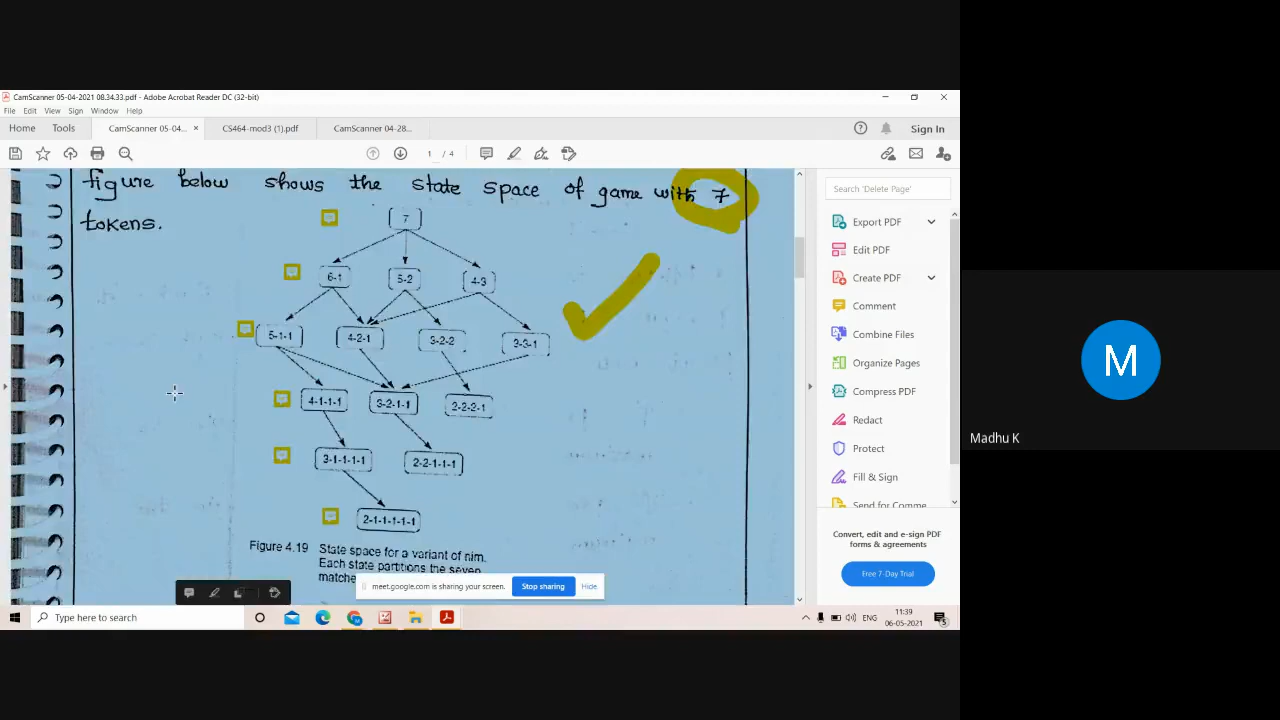 CamScanner 05-04-2021 08.34.33.pdf - Adobe Acrobat Reader DC (32-bit)
File Edit View Sign Window Help
Home Tools CamScanner 05-04... × CS464-mod3 (1).pdf CamScanner 04-28... Sign In
1 / 4
figure below shows the state space of game with 7
tokens.
7
6-1 5-2 4-3
5-1-1 4-2-1 3-2-2 3-3-1
4-1-1-1 3-2-1-1 2-2-2-1
3-1-1-1-1 2-2-1-1-1
2-1-1-1-1-1
Figure 4.19 State space for a variant of nim.
Each state partitions the seven
matche
Search 'Delete Page'
Export PDF
Edit PDF
Create PDF
Comment
Combine Files
Organize Pages
Compress PDF
Redact
Protect
Fill & Sign
Send for Comme
Convert, edit and e-sign PDF
forms & agreements
Free 7-Day Trial
meet.google.com is sharing your screen. Stop sharing Hide
Type here to search
ENG
11:39
06-05-2021
5
M
Madhu K